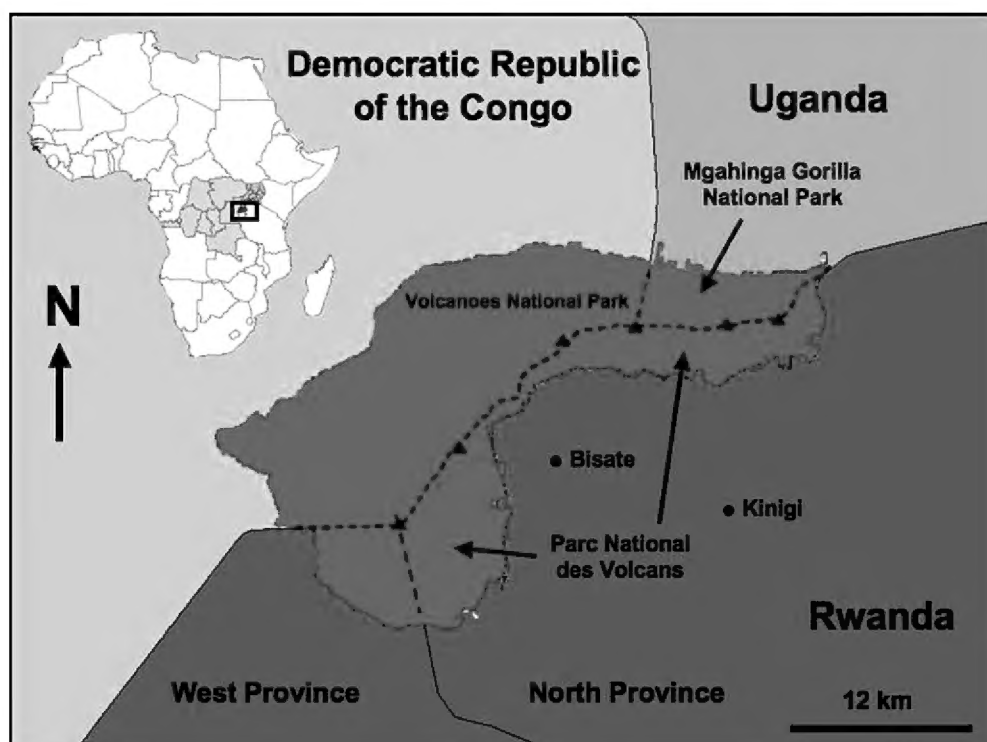 Democratic Republic
of the Congo
Uganda
Mgahinga Gorilla
National Park
N
Volcanoes National Park
Bisate
Kinigi
Parc National
des Volcans
Rwanda
West Province
North Province
12 km